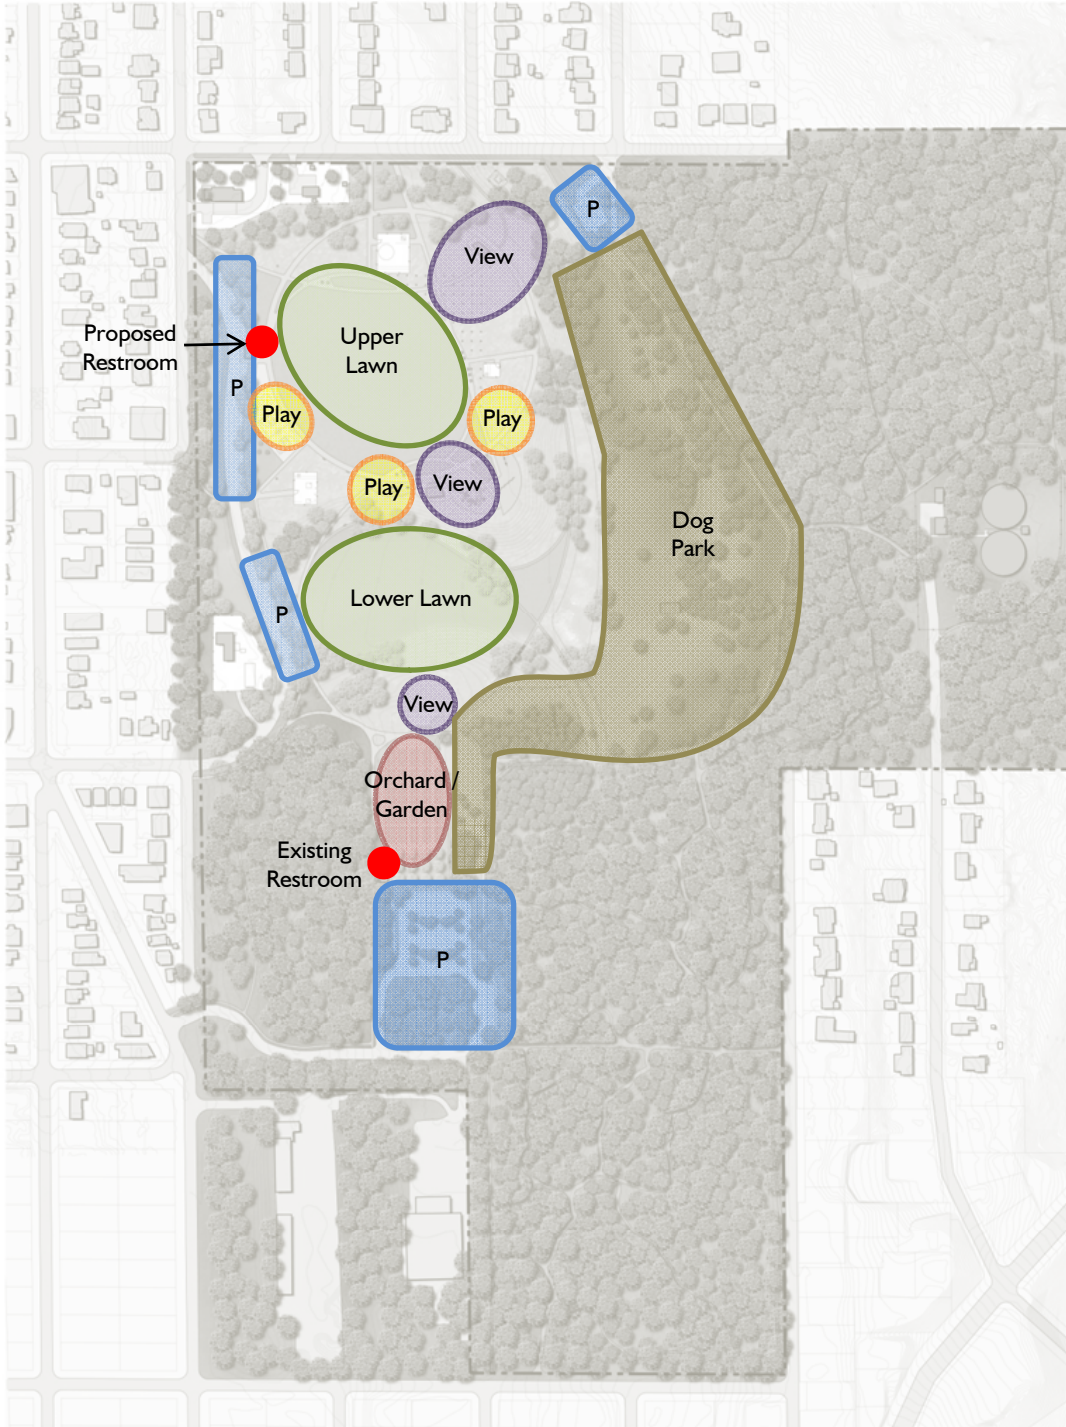 P
View
Proposed
Restroom
Upper
Lawn
P
Play
Play
Play
View
Dog
Park
Lower Lawn
P
View
Orchard /
Garden
Existing
Restroom
P